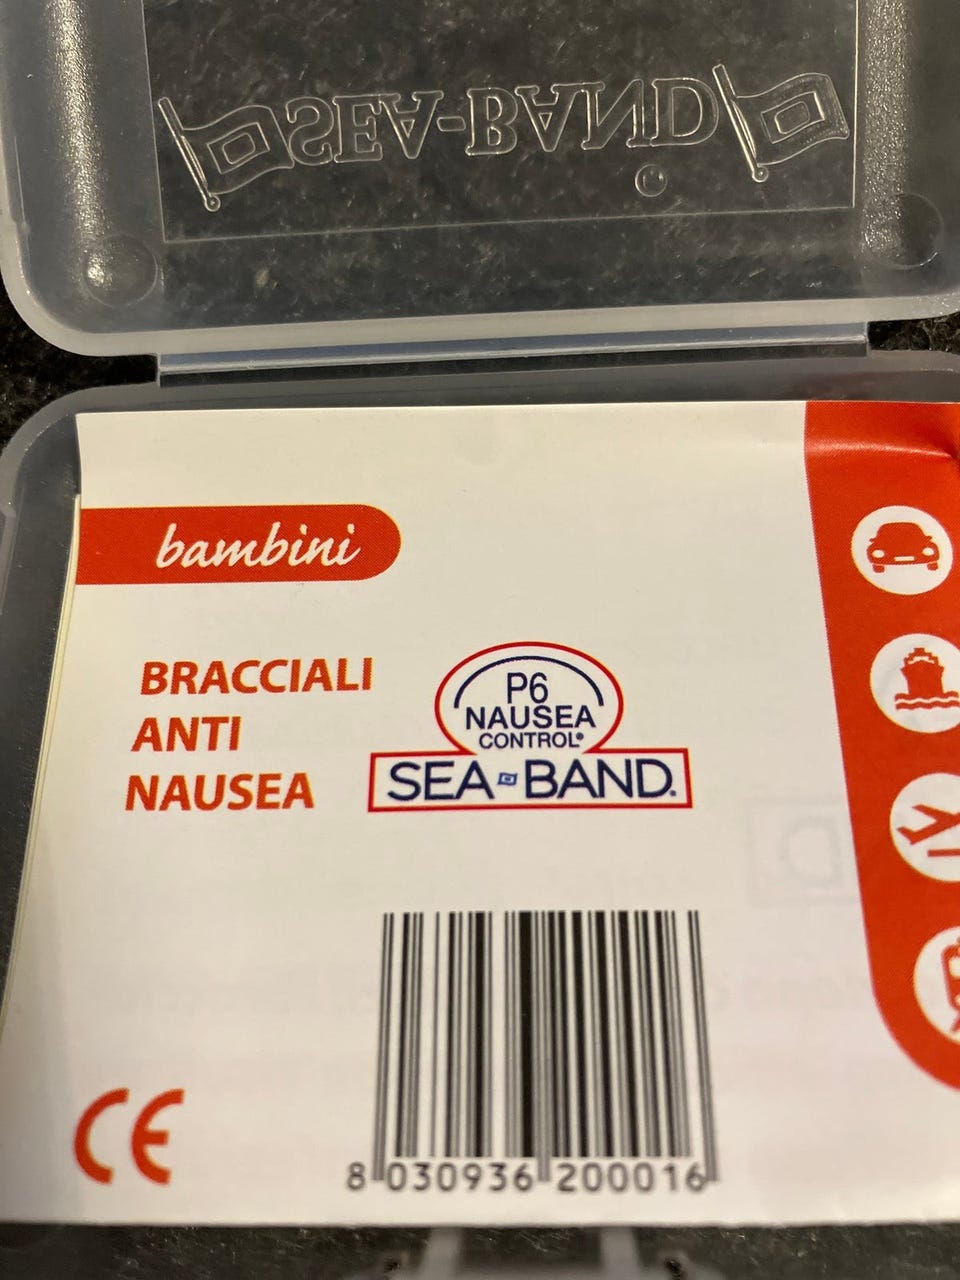 SEA-BAND
bambini
BRACCIALI
ANTI
NAUSEA
P6
NAUSEA
CONTROL®
SEA-BAND.
CE
8 030936 200016